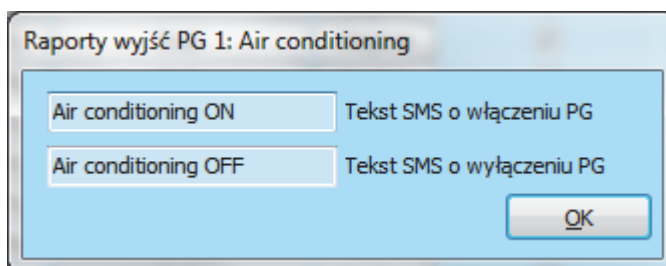 Raporty wyjść PG 1: Air conditioning
Air conditioning ON Tekst SMS o włączeniu PG
Air conditioning OFF Tekst SMS o wyłączeniu PG
OK